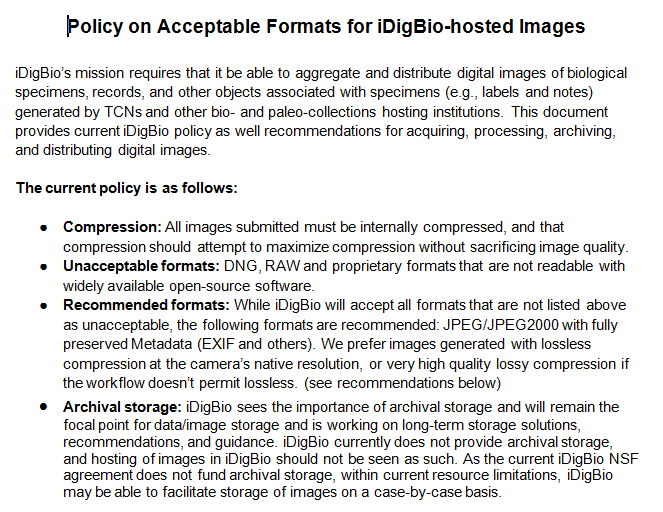 Policy on Acceptable Formats for iDigBio-hosted Images
iDigBio's mission requires that it be able to aggregate and distribute digital images of biological
specimens, records, and other objects associated with specimens (e.g., labels and notes)
generated by TCNs and other bio- and paleo-collections hosting institutions. This document
provides current iDigBio policy as well recommendations for acquiring, processing, archiving,
and distributing digital images.
The current policy is as follows:
● Compression: All images submitted must be internally compressed, and that
compression should attempt to maximize compression without sacrificing image quality.
● Unacceptable formats: DNG, RAW and proprietary formats that are not readable with
widely available open-source software.
● Recommended formats: While iDigBio will accept all formats that are not listed above
as unacceptable, the following formats are recommended: JPEG/JPEG2000 with fully
preserved Metadata (EXIF and others). We prefer images generated with lossless
compression at the camera's native resolution, or very high quality lossy compression if
the workflow doesn't permit lossless. (see recommendations below)
● Archival storage: iDigBio sees the importance of archival storage and will remain the
focal point for data/image storage and is working on long-term storage solutions,
recommendations, and guidance. iDigBio currently does not provide archival storage,
and hosting of images in iDigBio should not be seen as such. As the current iDigBio NSF
agreement does not fund archival storage, within current resource limitations, iDigBio
may be able to facilitate storage of images on a case-by-case basis.